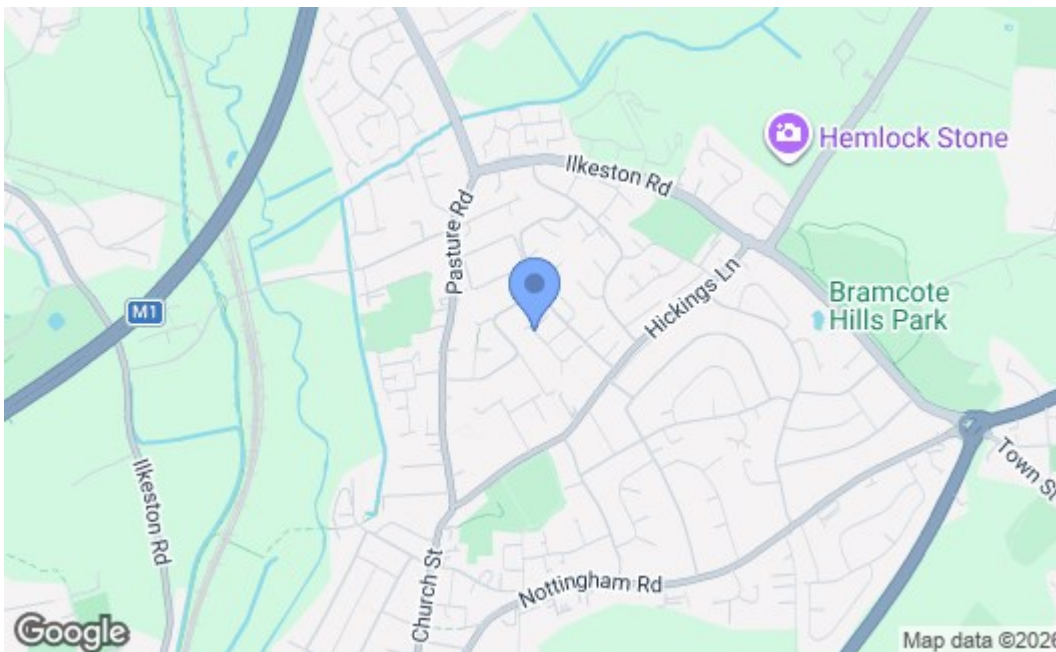 Hemlock Stone
Ilkeston Rd
Pasture Rd
Hickings Ln
M1
Bramcote
Hills Park
Town St
Ilkeston Rd
Church St
Nottingham Rd
Google
Map data ©2026